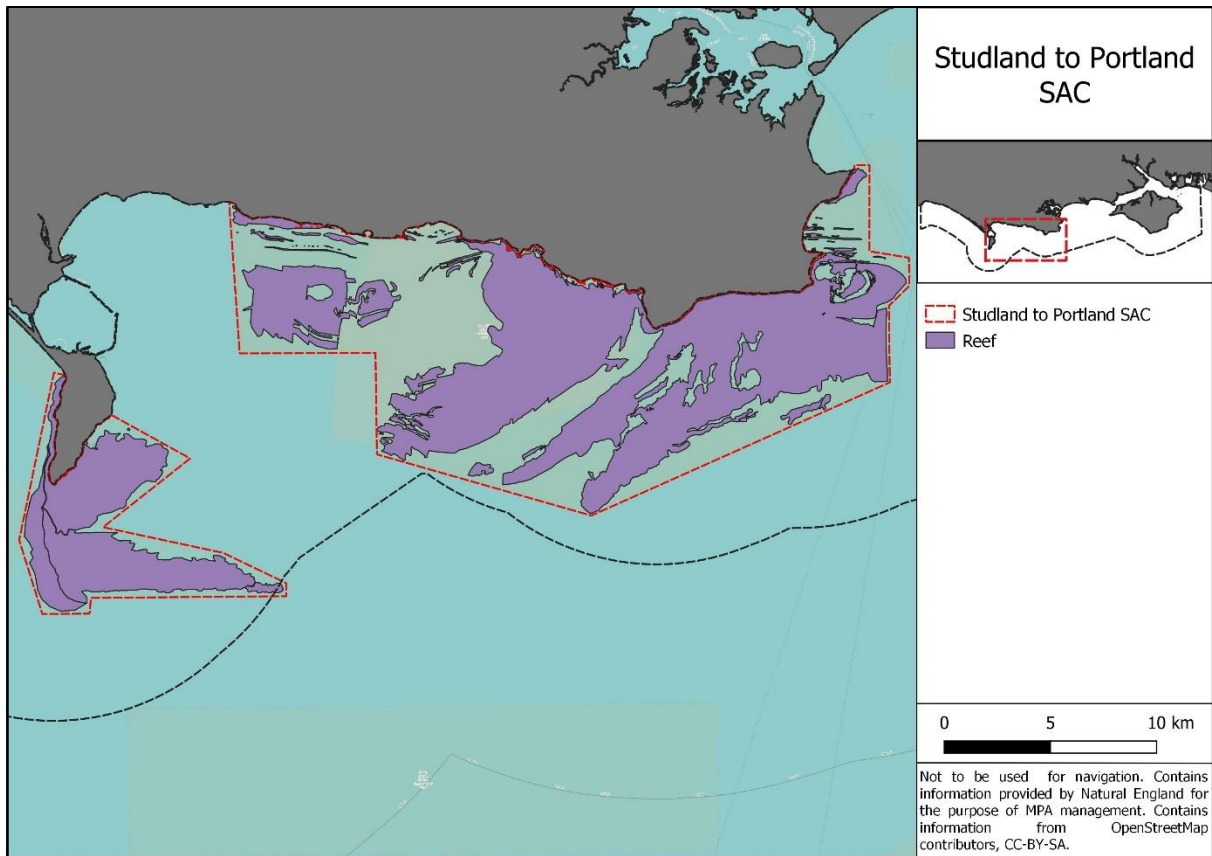 Studland to Portland
SAC
Studland to Portland SAC
Reef
0 5 10 km
Not to be used for navigation. Contains
information provided by Natural England for
the purpose of MPA management. Contains
information from OpenStreetMap
contributors, CC-BY-SA.